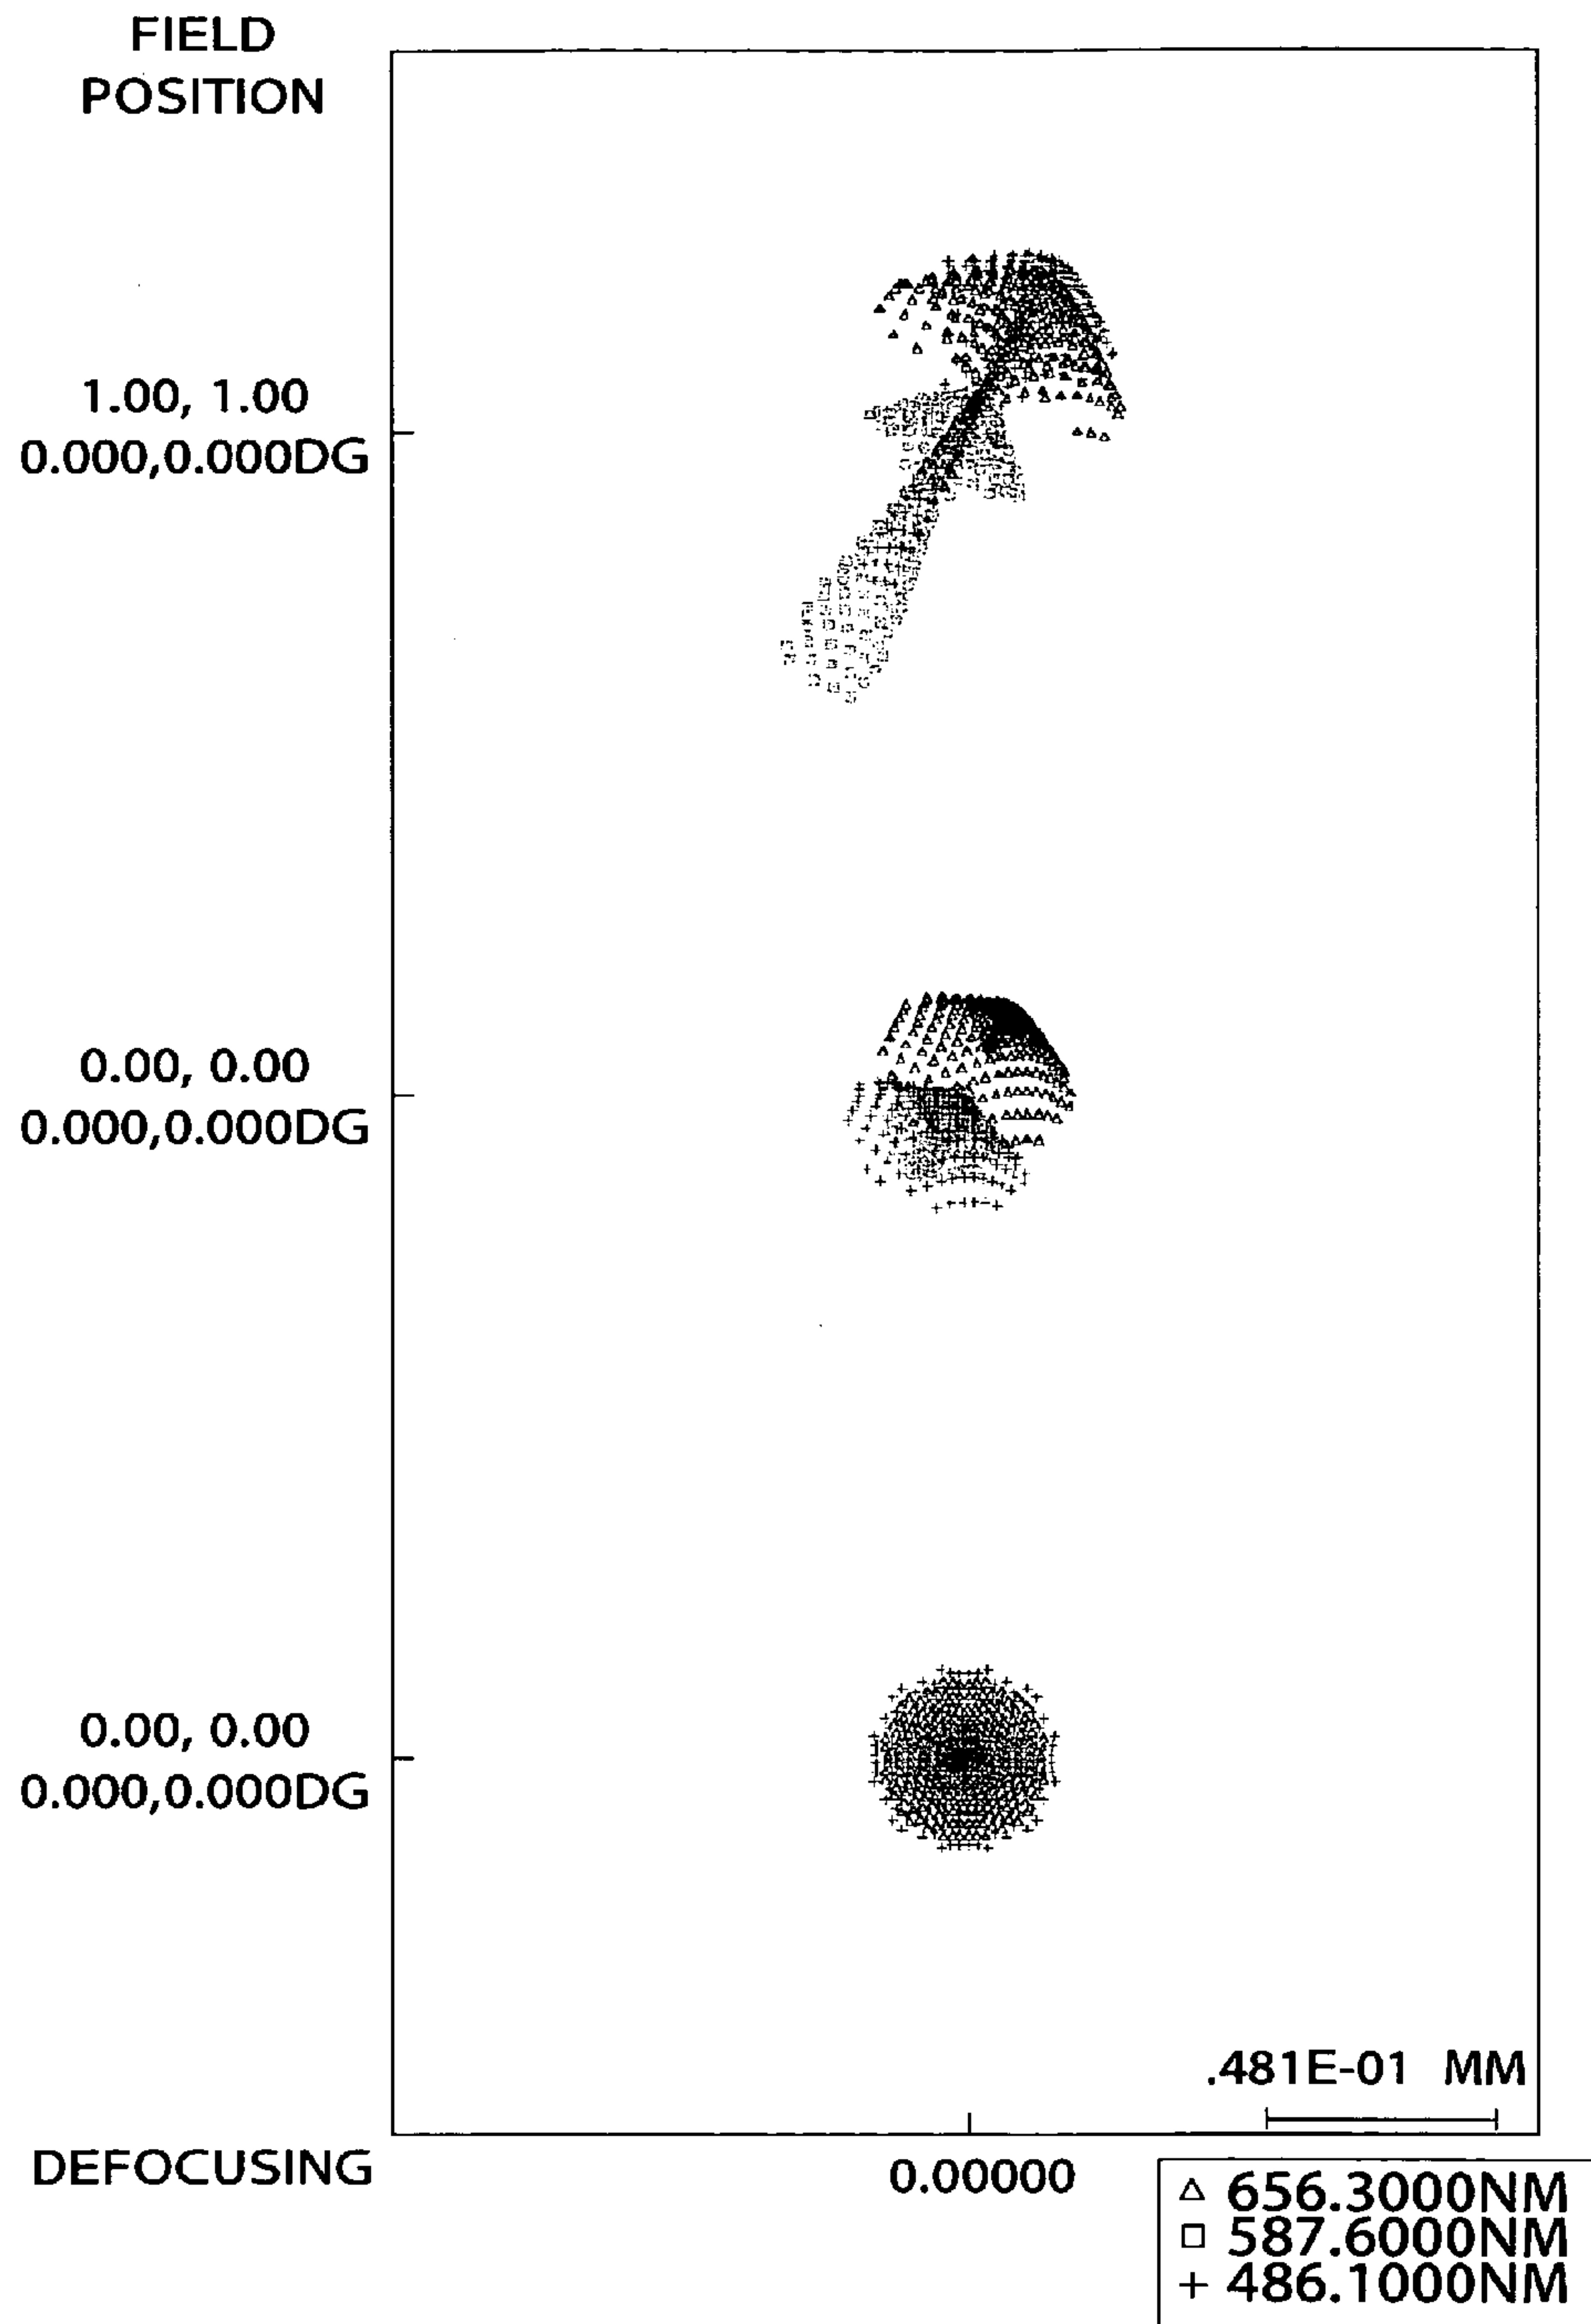 FIELD
POSITION
1.00, 1.00
0.000,0.000DG
0.00, 0.00
0.000,0.000DG
0.00, 0.00
0.000,0.000DG
.481E-01 MM
DEFOCUSING
0.00000
△ 656.3000NM
□ 587.6000NM
+ 486.1000NM